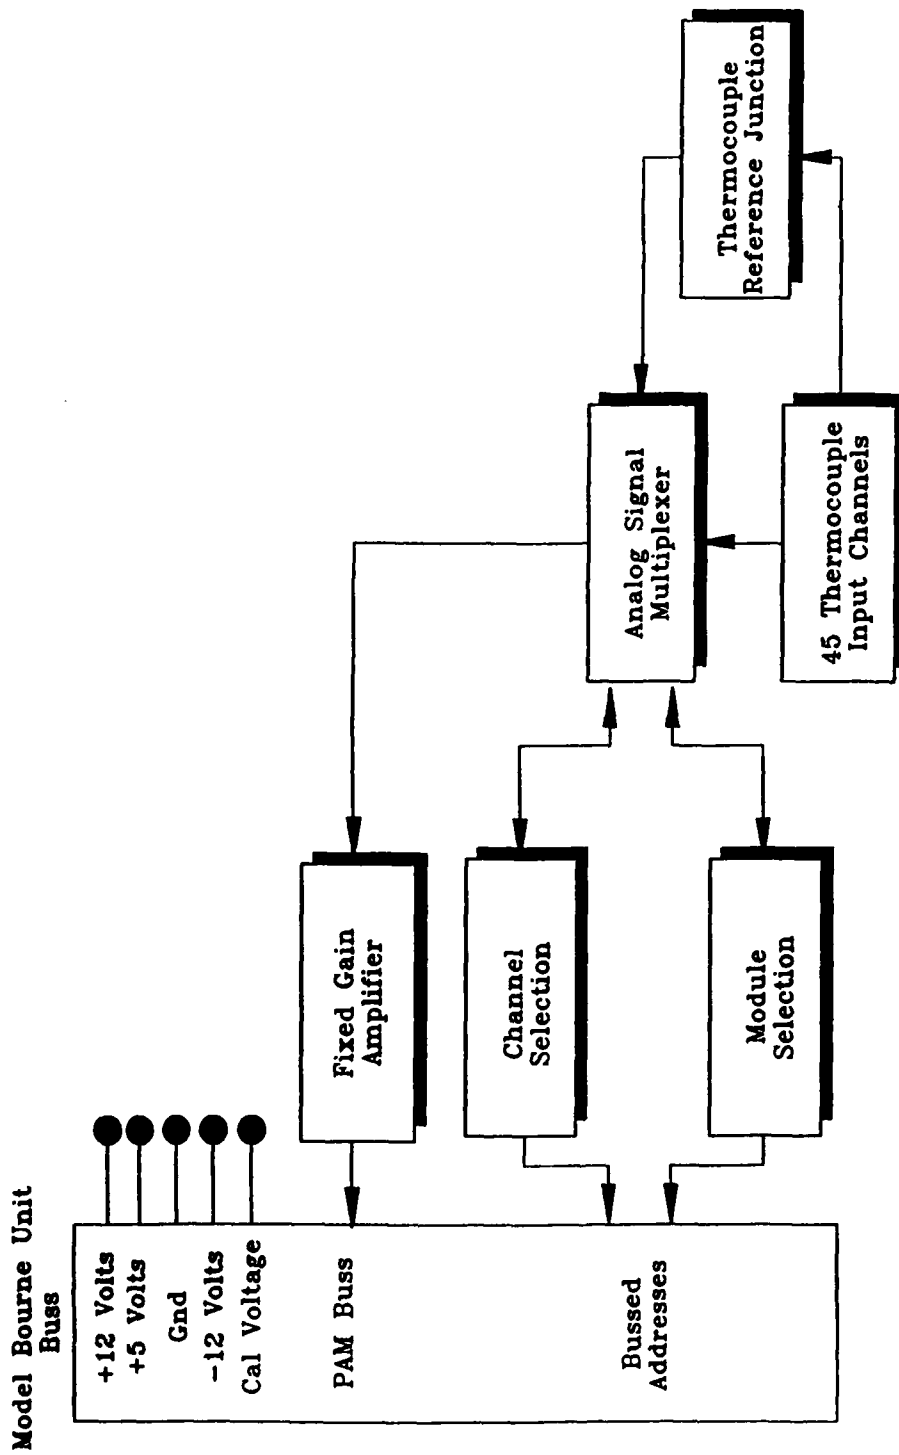 Model Bourne Unit
Buss
+12 Volts
+5 Volts
Gnd
-12 Volts
Cal Voltage
PAM Buss
Bussed
Addresses
Fixed Gain
Amplifier
Channel
Selection
Module
Selection
Analog Signal
Multiplexer
45 Thermocouple
Input Channels
Thermocouple
Reference Junction